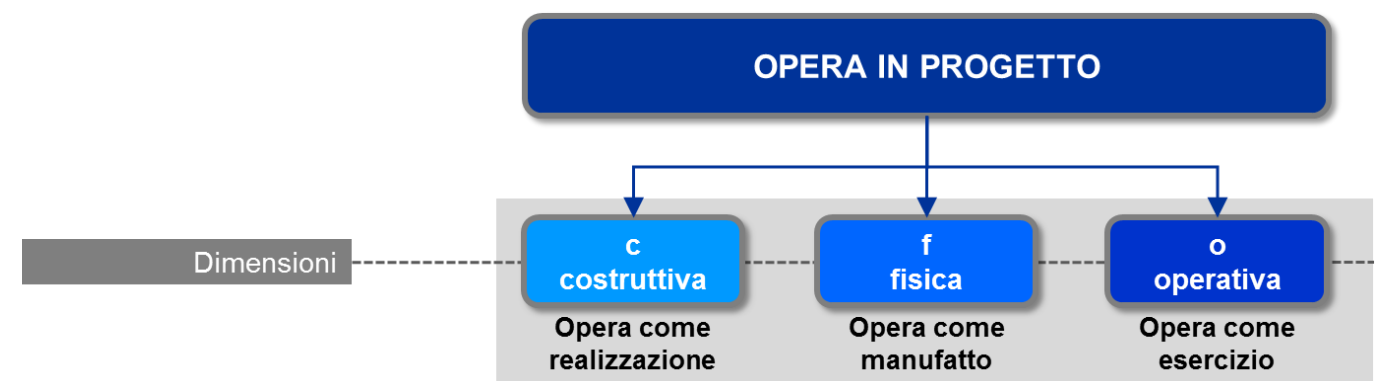 OPERA IN PROGETTO
Dimensioni
c
costruttiva
f
fisica
o
operativa
Opera come
realizzazione
Opera come
manufatto
Opera come
esercizio